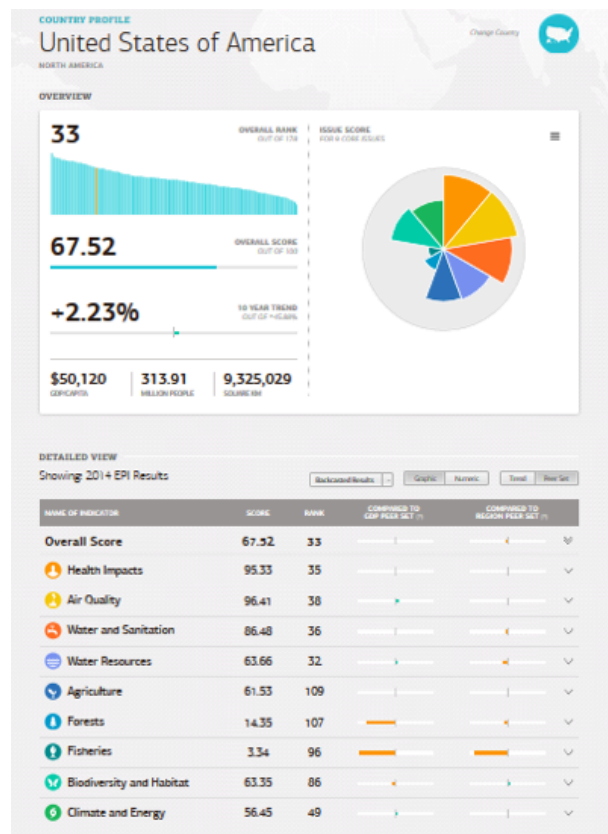 COUNTRY PROFILE
United States of America
Change Country
NORTH AMERICA
OVERVIEW
33
OVERALL RANK
OUT OF 178
ISSUE SCORE
FOR 9 CORE ISSUES
67.52
OVERALL SCORE
OUT OF 100
+2.23%
10 YEAR TREND
$50,120
GDP/CAPITA
313.91
MILLION PEOPLE
9,325,029
SQUARE KM
DETAILED VIEW
Showing: 2014 EPI Results
Backcasted Results
Graphic Numeric
Trend Peer Set
NAME OF INDICATOR SCORE RANK COMPARED TO GDP PEER SET (?) COMPARED TO REGION PEER SET (?)
Overall Score 67.52 33
Health Impacts 95.33 35
Air Quality 96.41 38
Water and Sanitation 86.48 36
Water Resources 63.66 32
Agriculture 61.53 109
Forests 14.35 107
Fisheries 3.34 96
Biodiversity and Habitat 63.35 86
Climate and Energy 56.45 49